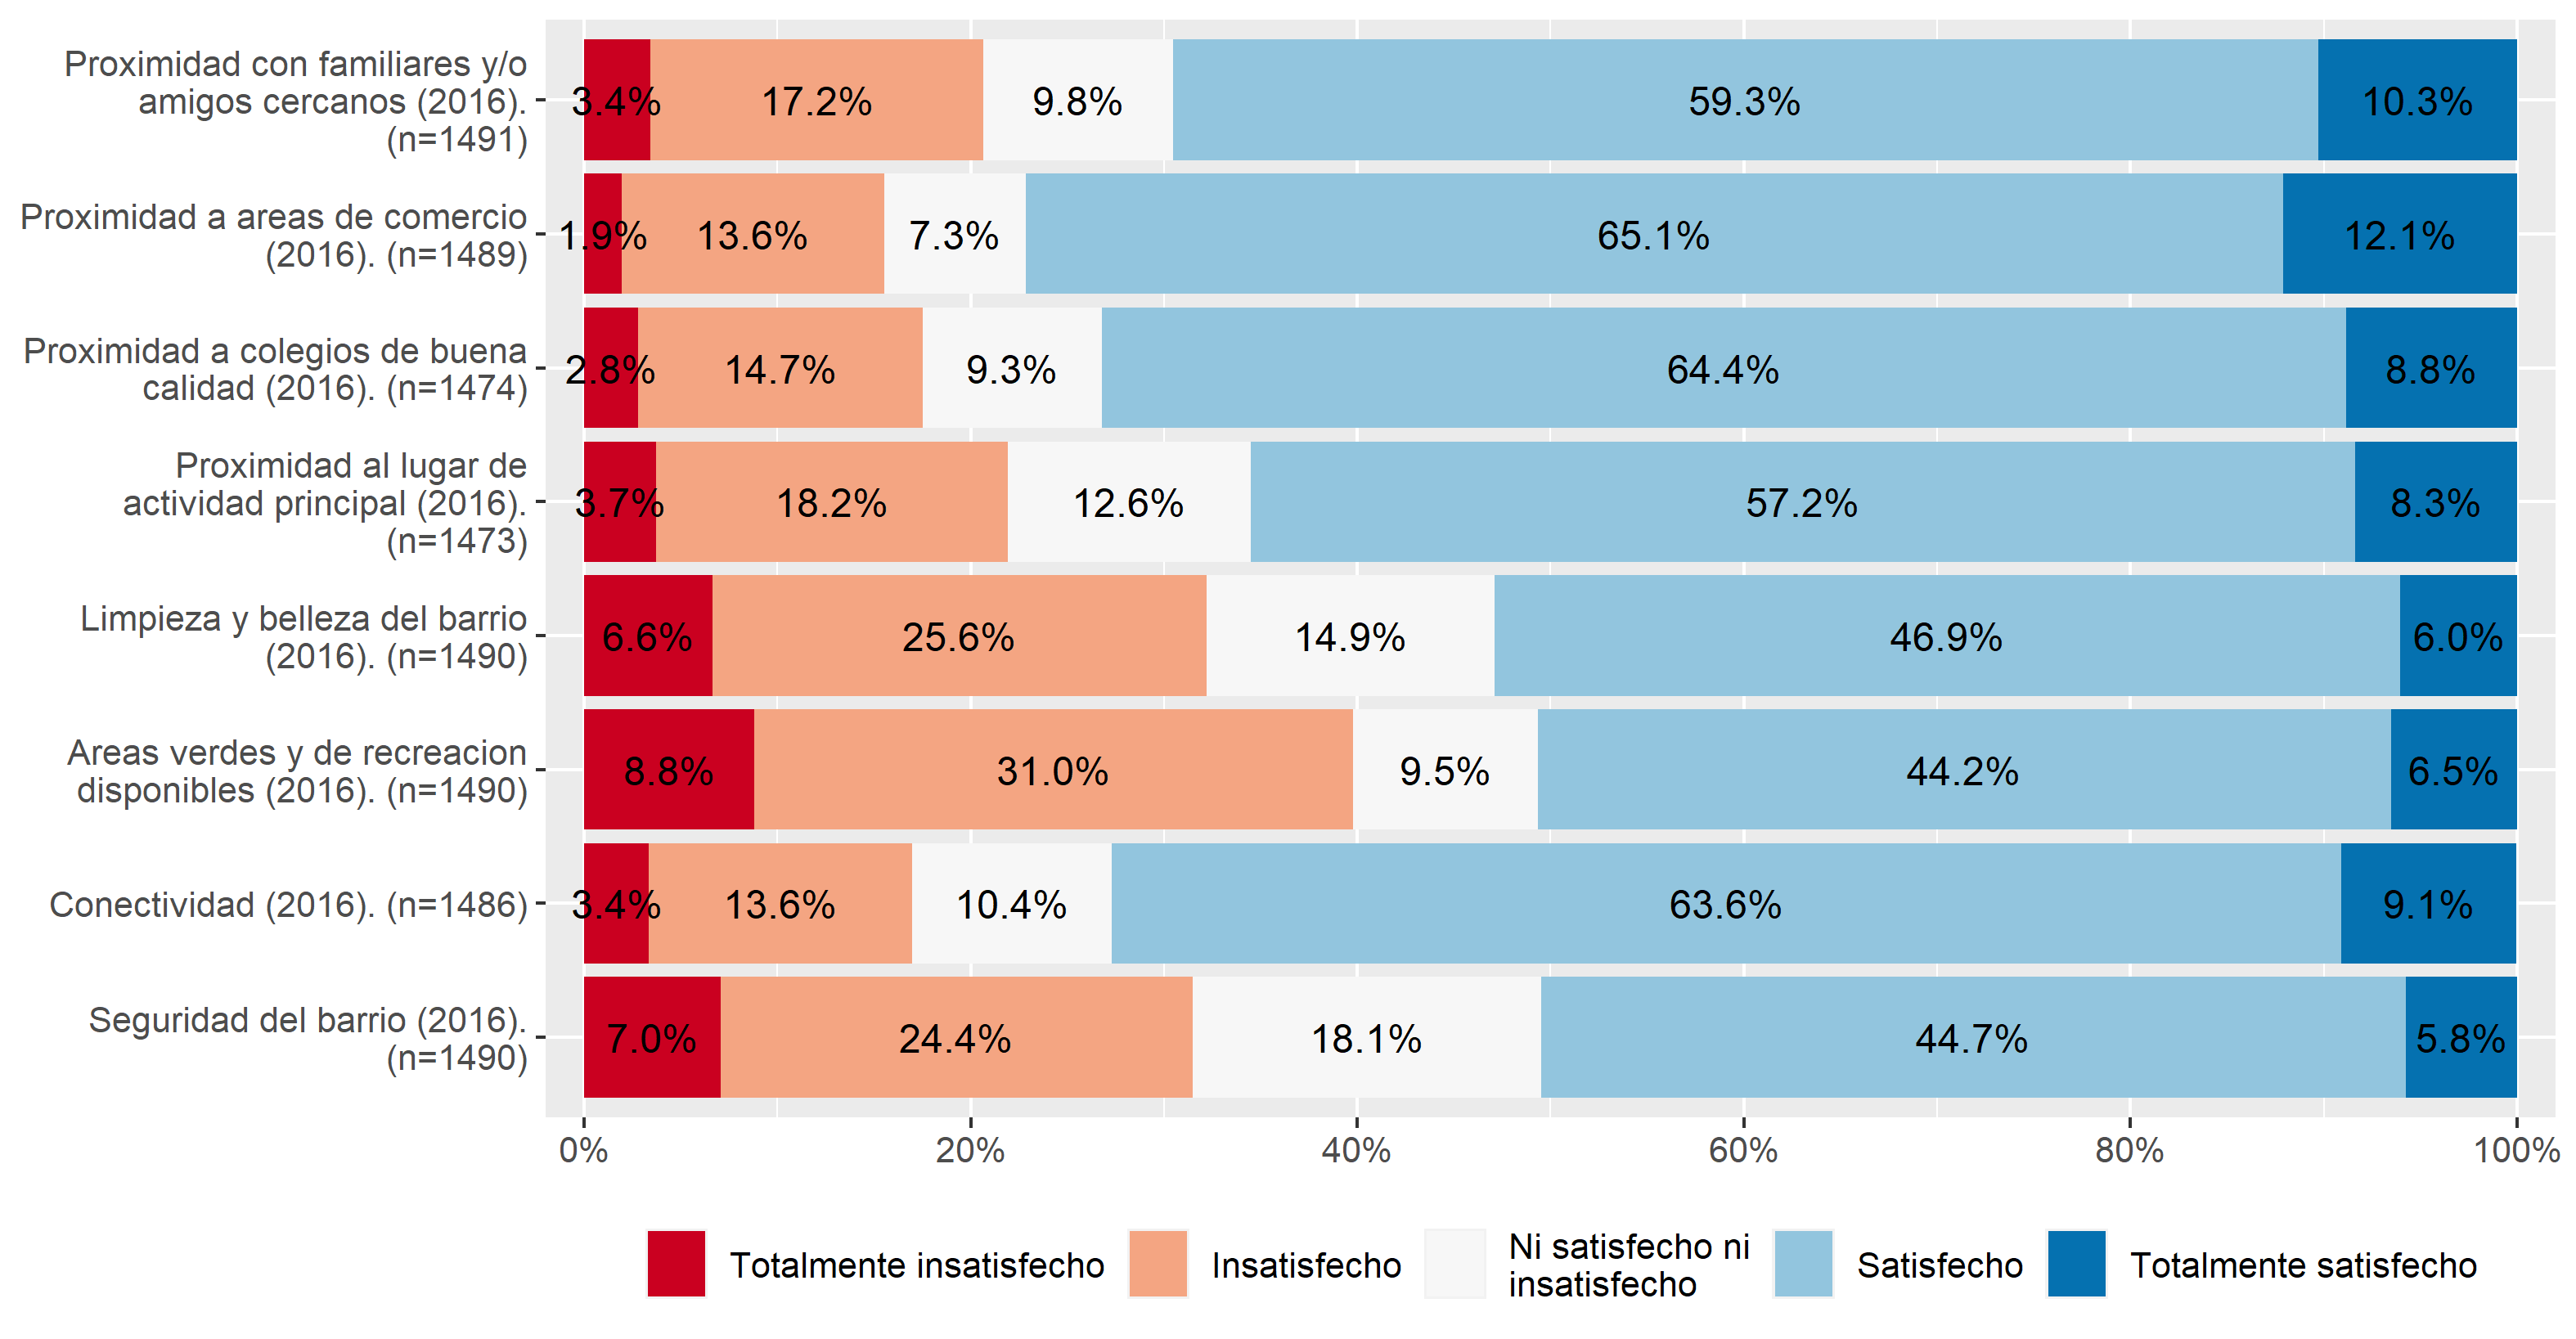 Proximidad con familiares y/o
amigos cercanos (2016).
(n=1491)
3.4% 17.2% 9.8% 59.3% 10.3%
Proximidad a areas de comercio
(2016). (n=1489)
1.9% 13.6% 7.3% 65.1% 12.1%
Proximidad a colegios de buena
calidad (2016). (n=1474)
2.8% 14.7% 9.3% 64.4% 8.8%
Proximidad al lugar de
actividad principal (2016).
(n=1473)
3.7% 18.2% 12.6% 57.2% 8.3%
Limpieza y belleza del barrio
(2016). (n=1490)
6.6% 25.6% 14.9% 46.9% 6.0%
Areas verdes y de recreacion
disponibles (2016). (n=1490)
8.8% 31.0% 9.5% 44.2% 6.5%
Conectividad (2016). (n=1486)
3.4% 13.6% 10.4% 63.6% 9.1%
Seguridad del barrio (2016).
(n=1490)
7.0% 24.4% 18.1% 44.7% 5.8%
0% 20% 40% 60% 80% 100%
Totalmente insatisfecho
Insatisfecho
Ni satisfecho ni
insatisfecho
Satisfecho
Totalmente satisfecho